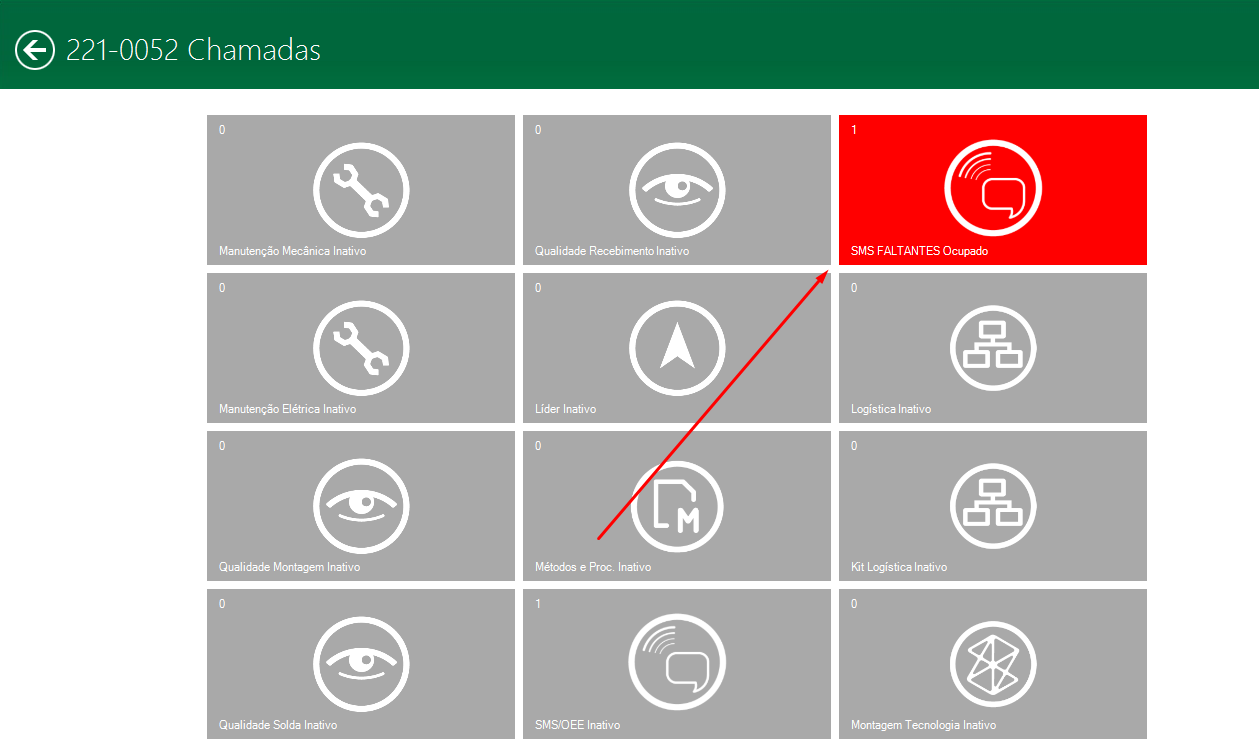 221-0052 Chamadas
0
Manutenção Mecânica Inativo
0
Qualidade Recebimento Inativo
1
SMS FALTANTES Ocupado
0
Manutenção Elétrica Inativo
0
Líder Inativo
0
Logística Inativo
0
Qualidade Montagem Inativo
0
M
Métodos e Proc. Inativo
0
Kit Logística Inativo
0
Qualidade Solda Inativo
1
SMS/OEE Inativo
0
Montagem Tecnologia Inativo